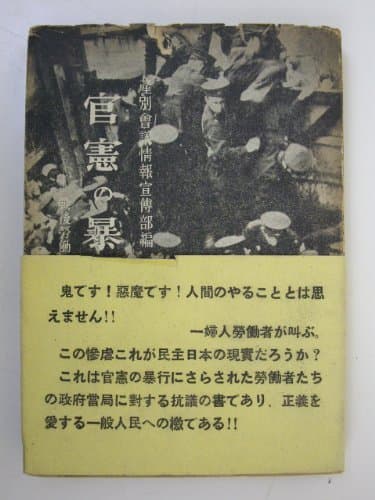 産別會議情報宣傳部編
官憲の暴
鬼です！惡魔です！人間のやることとは思
えません!!
一婦人勞働者が叫ぶ。
この惨虐これが民主日本の現實だろうか？
これは官憲の暴行にさらされた勞働者たち
の政府當局に對する抗議の書であり、正義を
愛する一般人民への檄である!!